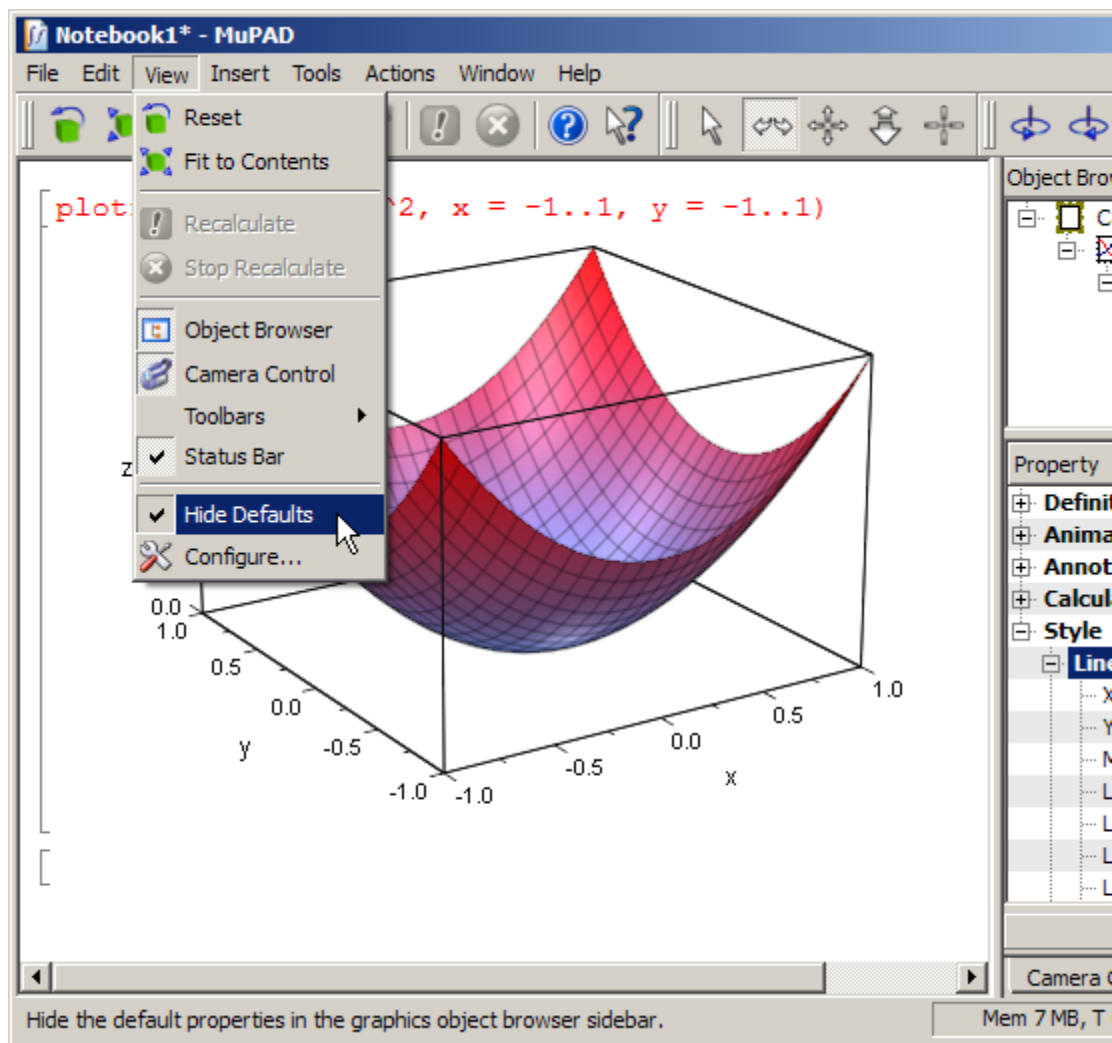 Notebook1* - MuPAD
File Edit View Insert Tools Actions Window Help
Reset
Fit to Contents
Recalculate
Stop Recalculate
Object Browser
Camera Control
Toolbars
Status Bar
Hide Defaults
Configure...
plot ^2, x = -1..1, y = -1..1)
z
0.0
1.0
0.5
0.0
-0.5
-1.0
y
-1.0
-0.5
0.0
0.5
1.0
x
Object Brow
C
Property
Definit
Anima
Annot
Calcul
Style
Line
X
Y
M
L
L
L
L
Camera
Hide the default properties in the graphics object browser sidebar.
Mem 7 MB, T